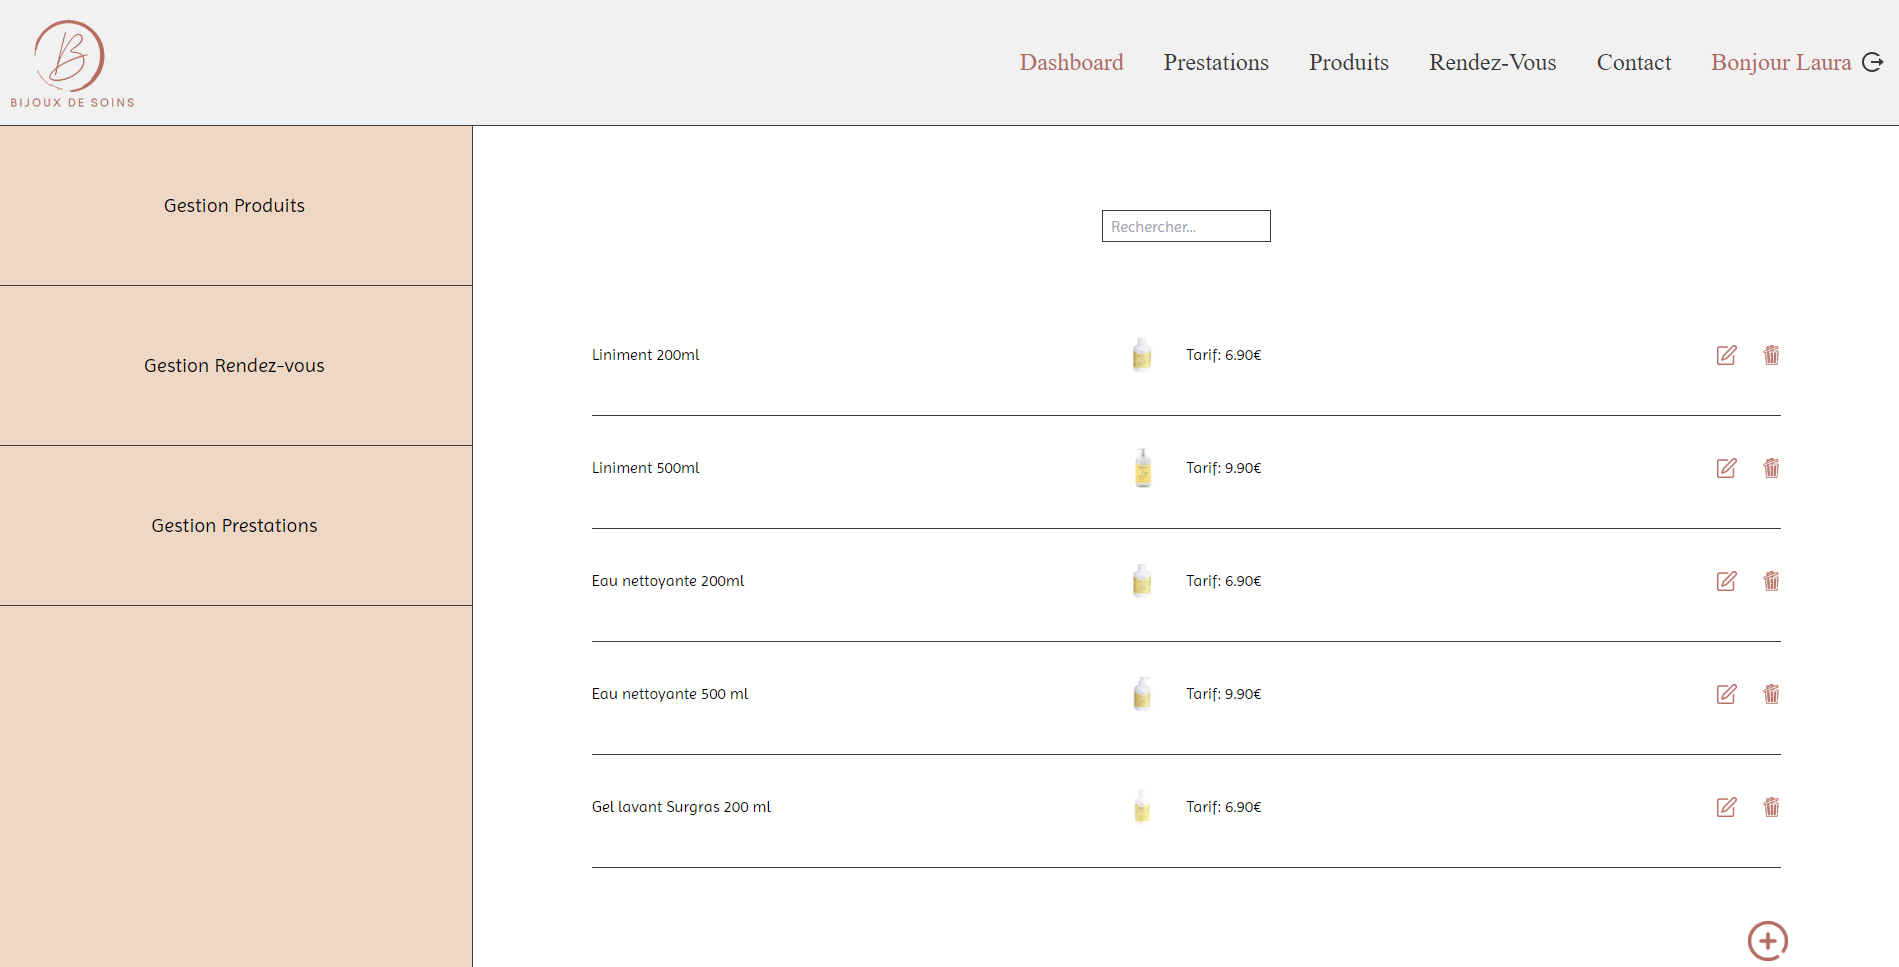 B
BIJOUX DE SOINS
Dashboard
Prestations
Produits
Rendez-Vous
Contact
Bonjour Laura
Gestion Produits
Gestion Rendez-vous
Gestion Prestations
Rechercher...
Liniment 200ml
Tarif: 6.90€
Liniment 500ml
Tarif: 9.90€
Eau nettoyante 200ml
Tarif: 6.90€
Eau nettoyante 500 ml
Tarif: 9.90€
Gel lavant Surgras 200 ml
Tarif: 6.90€